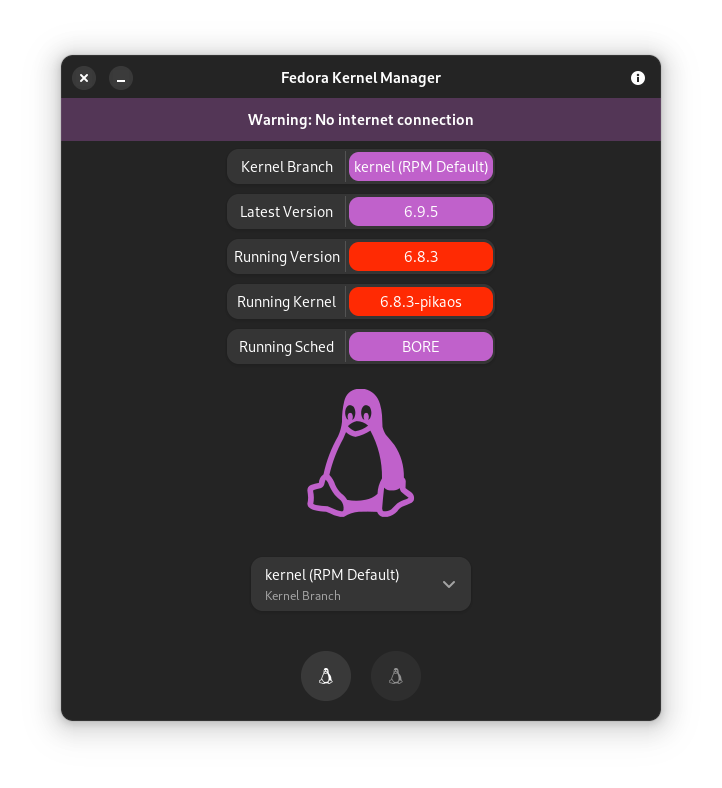 Fedora Kernel Manager
Warning: No internet connection
Kernel Branch kernel (RPM Default)
Latest Version 6.9.5
Running Version 6.8.3
Running Kernel 6.8.3-pikaos
Running Sched BORE
kernel (RPM Default)
Kernel Branch